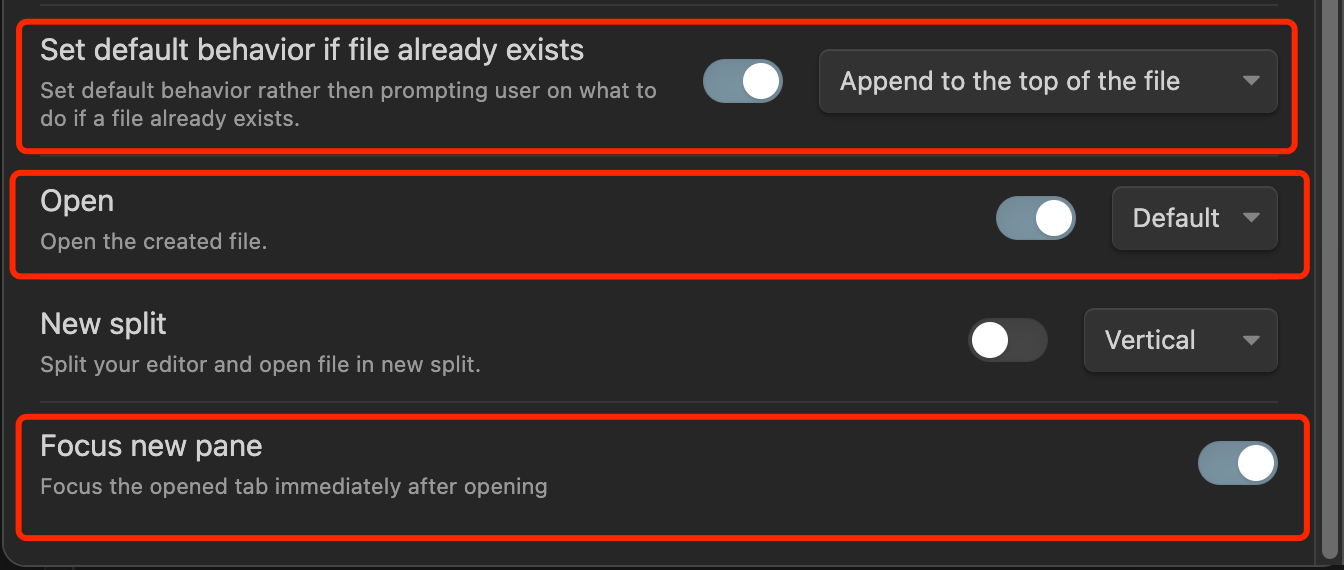 Set default behavior if file already exists
Set default behavior rather then prompting user on what to
do if a file already exists.
Append to the top of the file
Open
Open the created file.
Default
New split
Split your editor and open file in new split.
Vertical
Focus new pane
Focus the opened tab immediately after opening